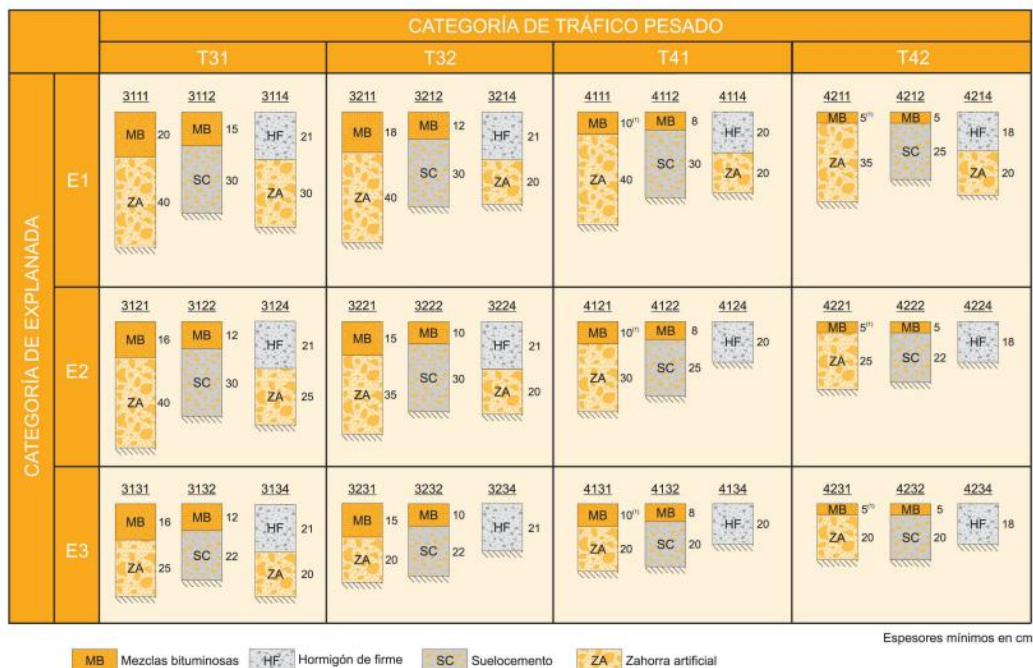 CATEGORÍA DE TRÁFICO PESADO
T31 T32 T41 T42
CATEGORÍA DE EXPLANADA
E1
3111 3112 3114 3211 3212 3214 4111 4112 4114 4211 4212 4214
MB 20 MB 15 HF 21 MB 18 MB 12 HF 21 MB 10(1) MB 8 HF 20 MB 5(1) MB 5 HF 18
ZA 40 SC 30 ZA 30 ZA 40 SC 30 ZA 20 ZA 40 SC 30 ZA 20 ZA 35 SC 25 ZA 20
E2
3121 3122 3124 3221 3222 3224 4121 4122 4124 4221 4222 4224
MB 16 MB 12 HF 21 MB 15 MB 10 HF 21 MB 10(1) MB 8 HF 20 MB 5(1) MB 5 HF 18
ZA 40 SC 30 ZA 25 ZA 35 SC 30 ZA 20 ZA 30 SC 25 ZA 25 SC 22
E3
3131 3132 3134 3231 3232 3234 4131 4132 4134 4231 4232 4234
MB 16 MB 12 HF 21 MB 15 MB 10 HF 21 MB 10(1) MB 8 HF 20 MB 5(1) MB 5 HF 18
ZA 25 SC 22 ZA 20 ZA 20 SC 22 ZA 20 SC 20 ZA 20 SC 20
Espesores mínimos en cm
MB Mezclas bituminosas HF Hormigón de firme SC Suelocemento ZA Zahorra artificial